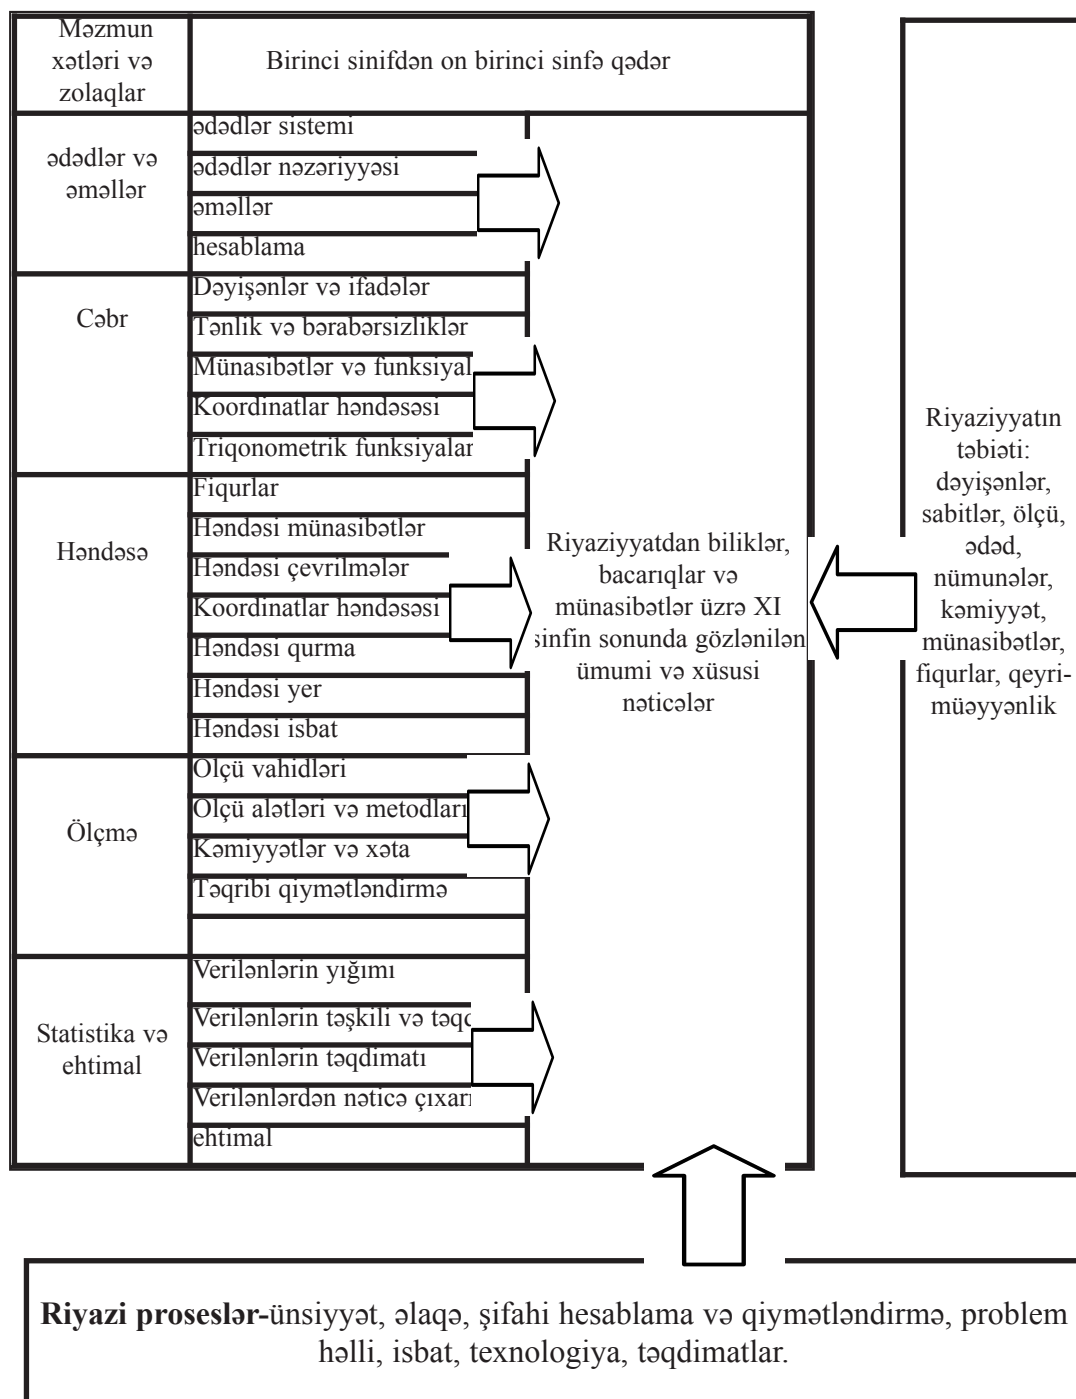 Məzmun
xətləri və
zolaqlar
Birinci sinifdən on birinci sinfə qədər
ədədlər və
əməllər
ədədlər sistemi
ədədlər nəzəriyyəsi
əməllər
hesablama
Cəbr
Dəyişənlər və ifadələr
Tənlik və bərabərsizliklər
Münasibətlər və funksiyal
Koordinatlar həndəsəsi
Triqonometrik funksiyalar
Həndəsə
Fiqurlar
Həndəsi münasibətlər
Həndəsi çevrilmələr
Koordinatlar həndəsəsi
Həndəsi qurma
Həndəsi yer
Həndəsi isbat
Ölçmə
Olçü vahidləri
Olçü alətləri və metodları
Kəmiyyətlər və xəta
Təqribi qiymətləndirmə
Statistika və
ehtimal
Verilənlərin yığımı
Verilənlərin təşkili və təqd
Verilənlərin təqdimatı
Verilənlərdən nəticə çıxarı
ehtimal
Riyaziyyatdan biliklər,
bacarıqlar və
münasibətlər üzrə XI
sinfin sonunda gözlənilən
ümumi və xüsusi
nəticələr
Riyaziyyatın
təbiəti:
dəyişənlər,
sabitlər, ölçü,
ədəd,
nümunələr,
kəmiyyət,
münasibətlər,
fiqurlar, qeyri-
müəyyənlik
Riyazi proseslər-ünsiyyət, əlaqə, şifahi hesablama və qiymətləndirmə, problem
həlli, isbat, texnologiya, təqdimatlar.